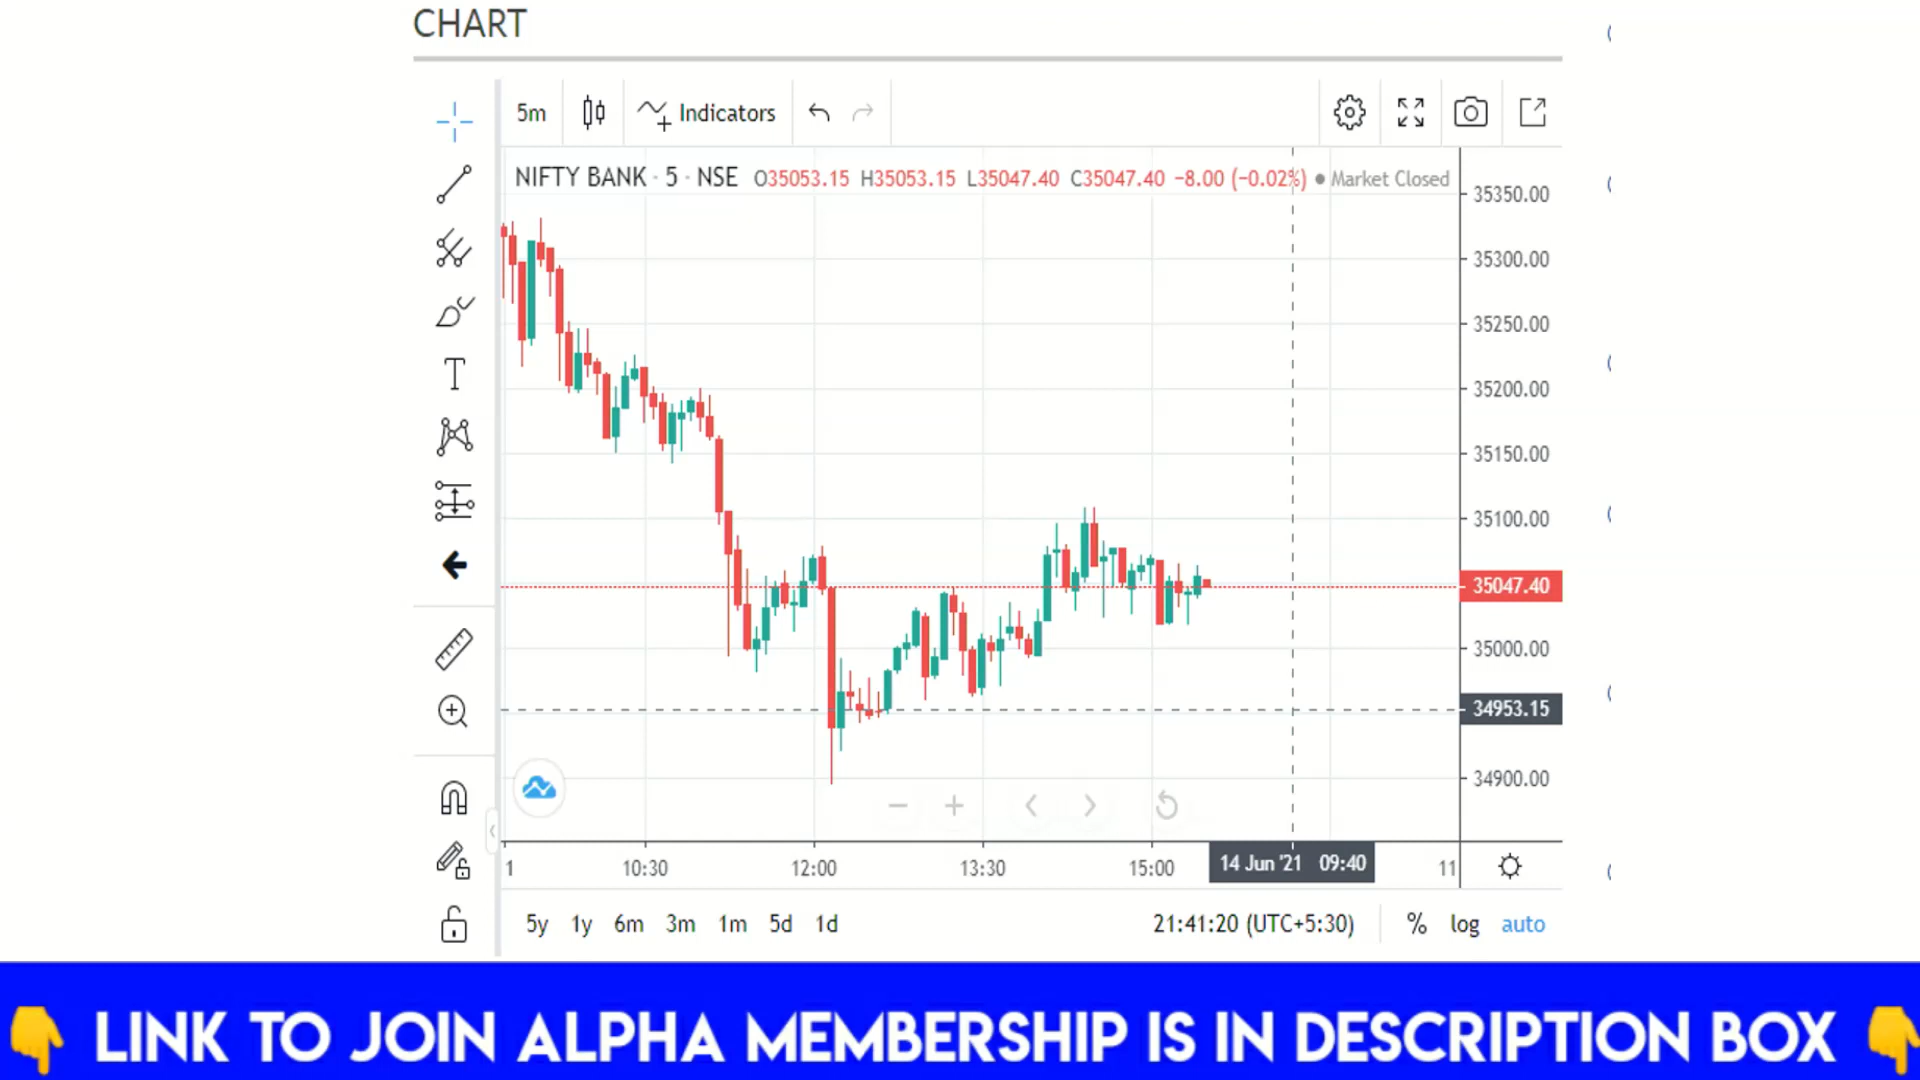 CHART
5m Indicators
NIFTY BANK · 5 · NSE O35053.15 H35053.15 L35047.40 C35047.40 −8.00 (−0.02%) ● Market Closed
35350.00
35300.00
35250.00
35200.00
35150.00
35100.00
35047.40
35000.00
34953.15
34900.00
1 10:30 12:00 13:30 15:00 14 Jun '21 09:40 11
5y 1y 6m 3m 1m 5d 1d 21:41:20 (UTC+5:30) % log auto
LINK TO JOIN ALPHA MEMBERSHIP IS IN DESCRIPTION BOX